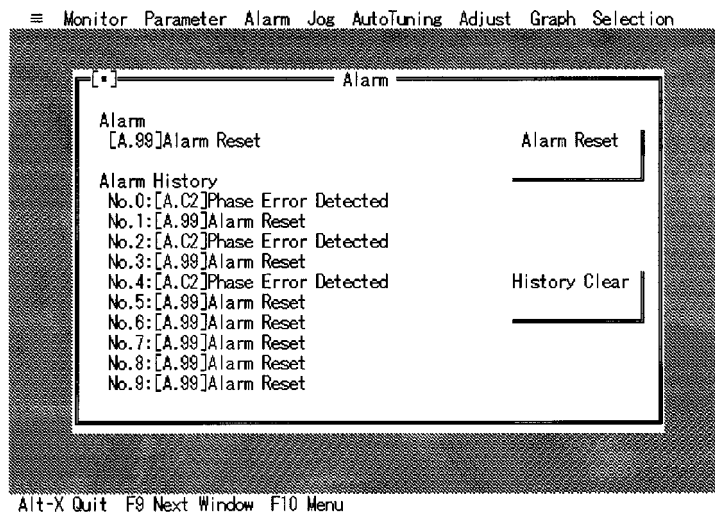 ≡ Monitor Parameter Alarm Jog AutoTuning Adjust Graph Selection
[▪] Alarm
Alarm
[A.99]Alarm Reset
Alarm Reset
Alarm History
No.0:[A.C2]Phase Error Detected
No.1:[A.99]Alarm Reset
No.2:[A.C2]Phase Error Detected
No.3:[A.99]Alarm Reset
No.4:[A.C2]Phase Error Detected
History Clear
No.5:[A.99]Alarm Reset
No.6:[A.99]Alarm Reset
No.7:[A.99]Alarm Reset
No.8:[A.99]Alarm Reset
No.9:[A.99]Alarm Reset
Alt-X Quit F9 Next Window F10 Menu